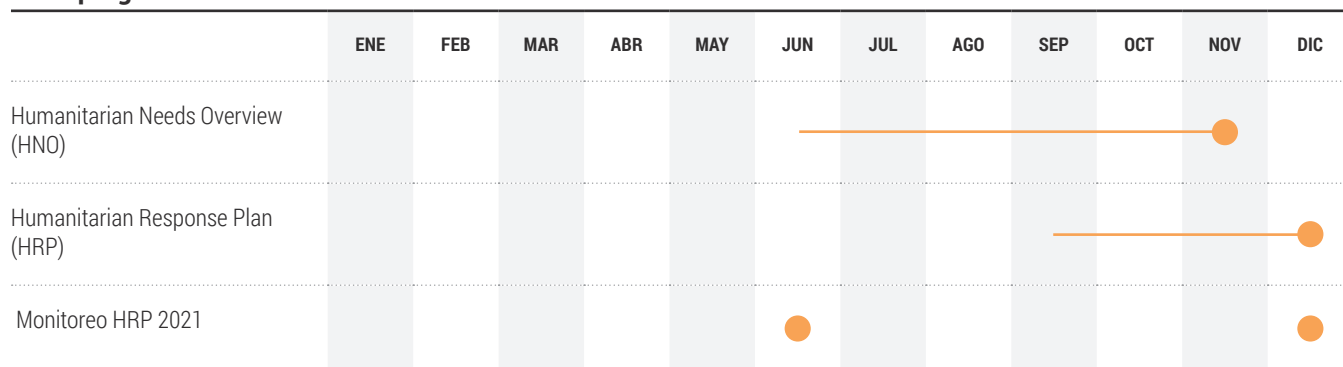 ENE FEB MAR ABR MAY JUN JUL AGO SEP OCT NOV DIC
Humanitarian Needs Overview
(HNO)
Humanitarian Response Plan
(HRP)
Monitoreo HRP 2021